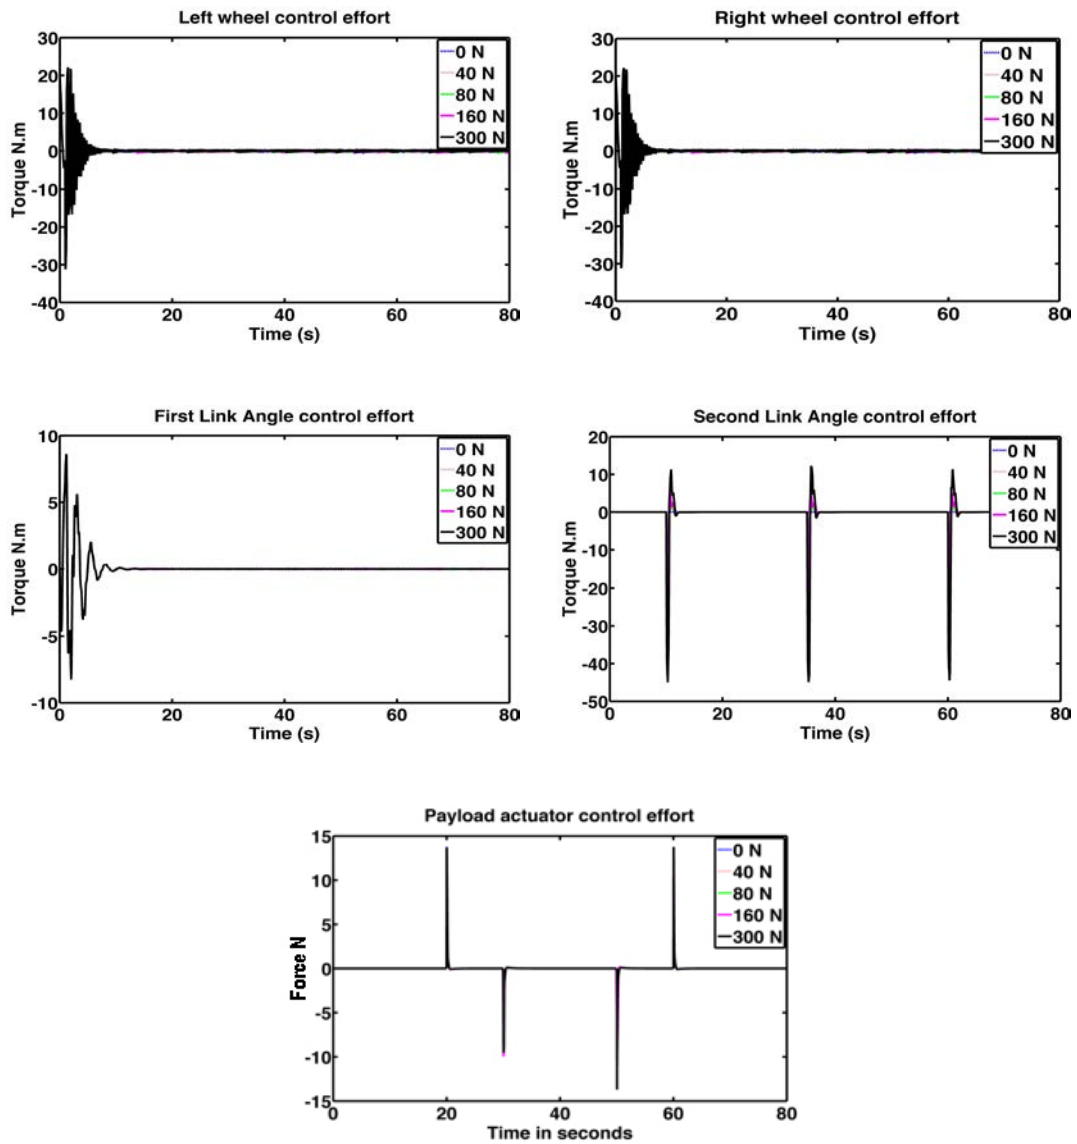 Left wheel control effort
30
20
10
0
-10
-20
-30
-40
Torque N.m
0 N
40 N
80 N
160 N
300 N
0
20
40
60
80
Time (s)
Right wheel control effort
30
20
10
0
-10
-20
-30
-40
Torque N.m
0 N
40 N
80 N
160 N
300 N
0
20
40
60
80
Time (s)
First Link Angle control effort
10
5
0
-5
-10
Torque N.m
0 N
40 N
80 N
160 N
300 N
0
20
40
60
80
Time (s)
Second Link Angle control effort
20
10
0
-10
-20
-30
-40
-50
Torque N.m
0 N
40 N
80 N
160 N
300 N
0
20
40
60
80
Time (s)
Payload actuator control effort
15
10
5
0
-5
-10
-15
Force N
0 N
40 N
80 N
160 N
300 N
0
20
40
60
80
Time in seconds